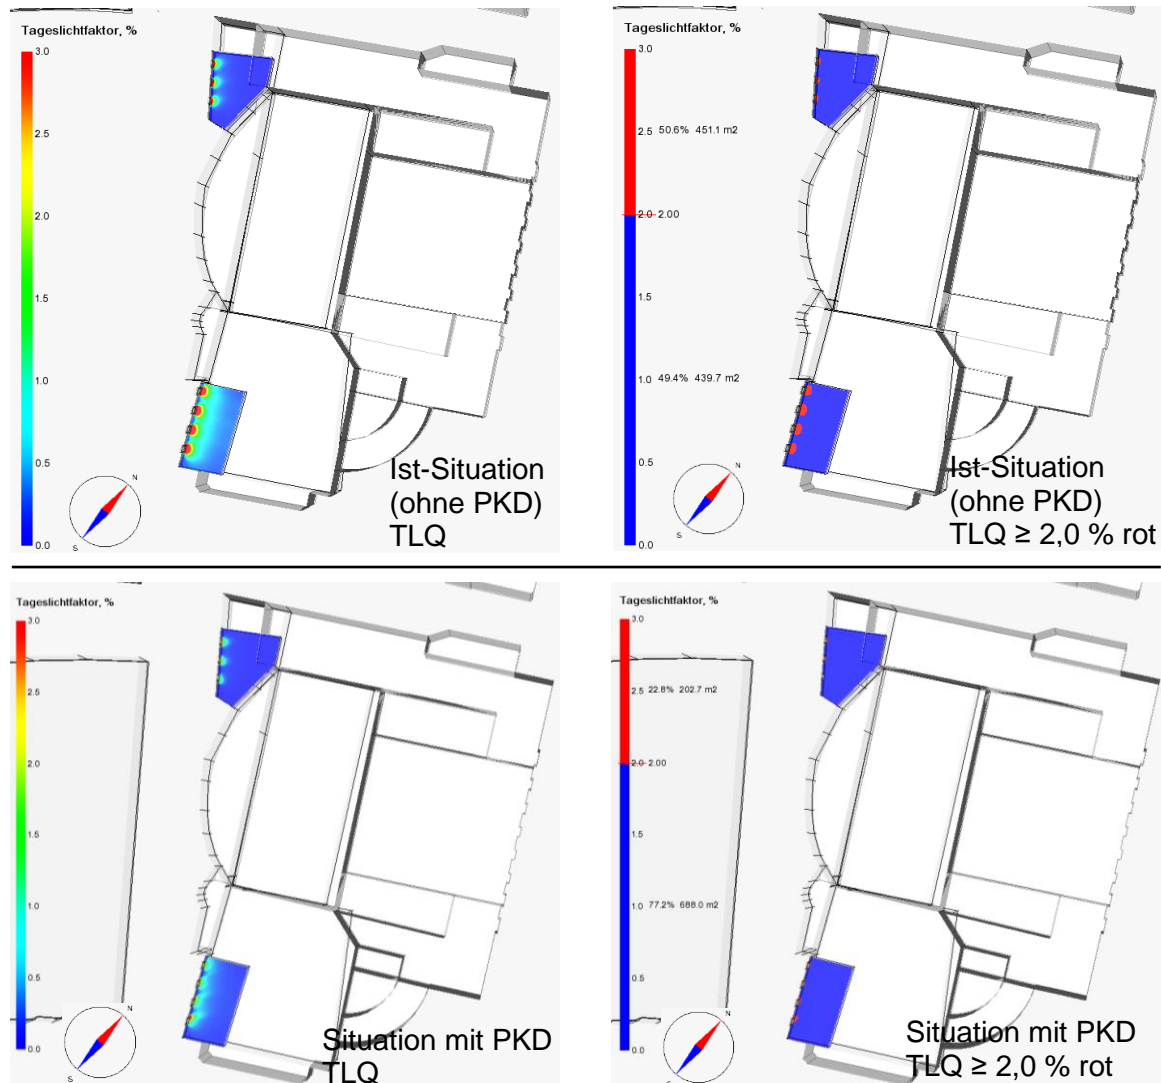 Tageslichtfaktor, %
3.0
2.5
2.0
1.5
1.0
0.5
0.0
N
S
Ist-Situation
(ohne PKD)
TLQ
Tageslichtfaktor, %
3.0
2.5 50.6% 451.1 m2
2.0 2.00
1.5
1.0 49.4% 439.7 m2
0.5
0.0
N
S
Ist-Situation
(ohne PKD)
TLQ ≥ 2,0 % rot
Tageslichtfaktor, %
3.0
2.5
2.0
1.5
1.0
0.5
0.0
N
S
Situation mit PKD
TLQ
Tageslichtfaktor, %
3.0
2.5 22.8% 202.7 m2
2.0 2.00
1.5
1.0 77.2% 688.0 m2
0.5
0.0
N
S
Situation mit PKD
TLQ ≥ 2,0 % rot